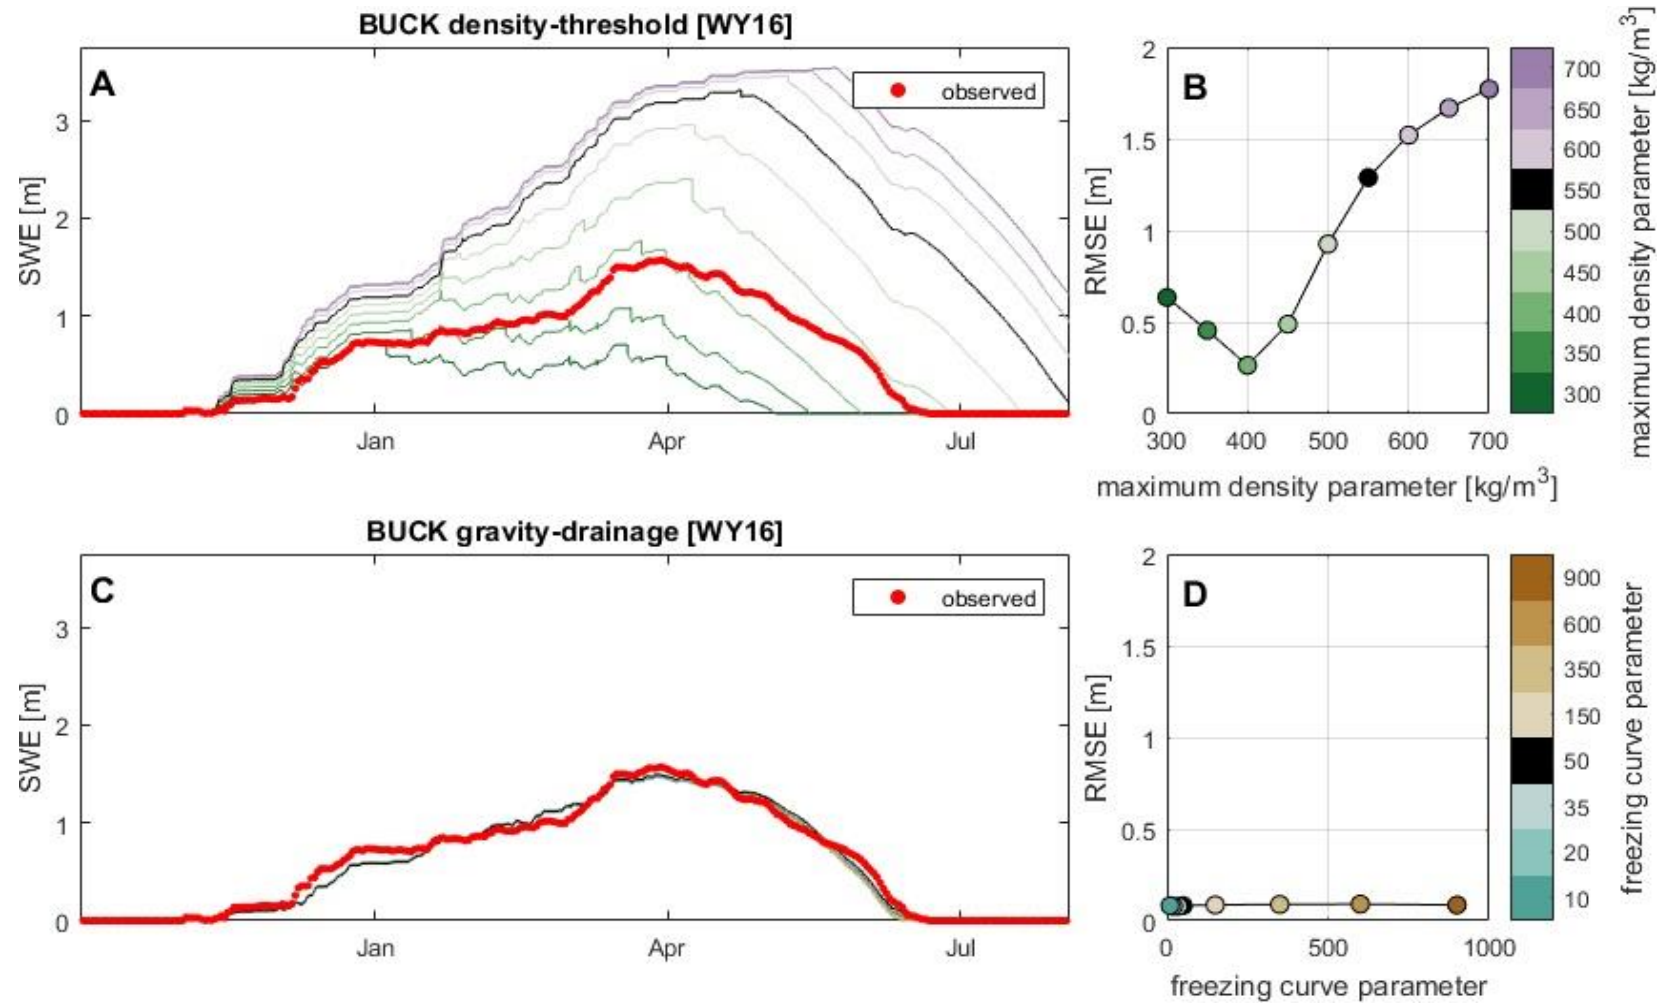 BUCK density-threshold [WY16]
A
observed
SWE [m]
3
2
1
0
Jan
Apr
Jul
B
RMSE [m]
2
1.5
1
0.5
0
300
400
500
600
700
maximum density parameter [kg/m³]
700
650
600
550
500
450
400
350
300
maximum density parameter [kg/m³]
BUCK gravity-drainage [WY16]
C
observed
SWE [m]
3
2
1
0
Jan
Apr
Jul
D
RMSE [m]
2
1.5
1
0.5
0
0
500
1000
freezing curve parameter
900
600
350
150
50
35
20
10
freezing curve parameter